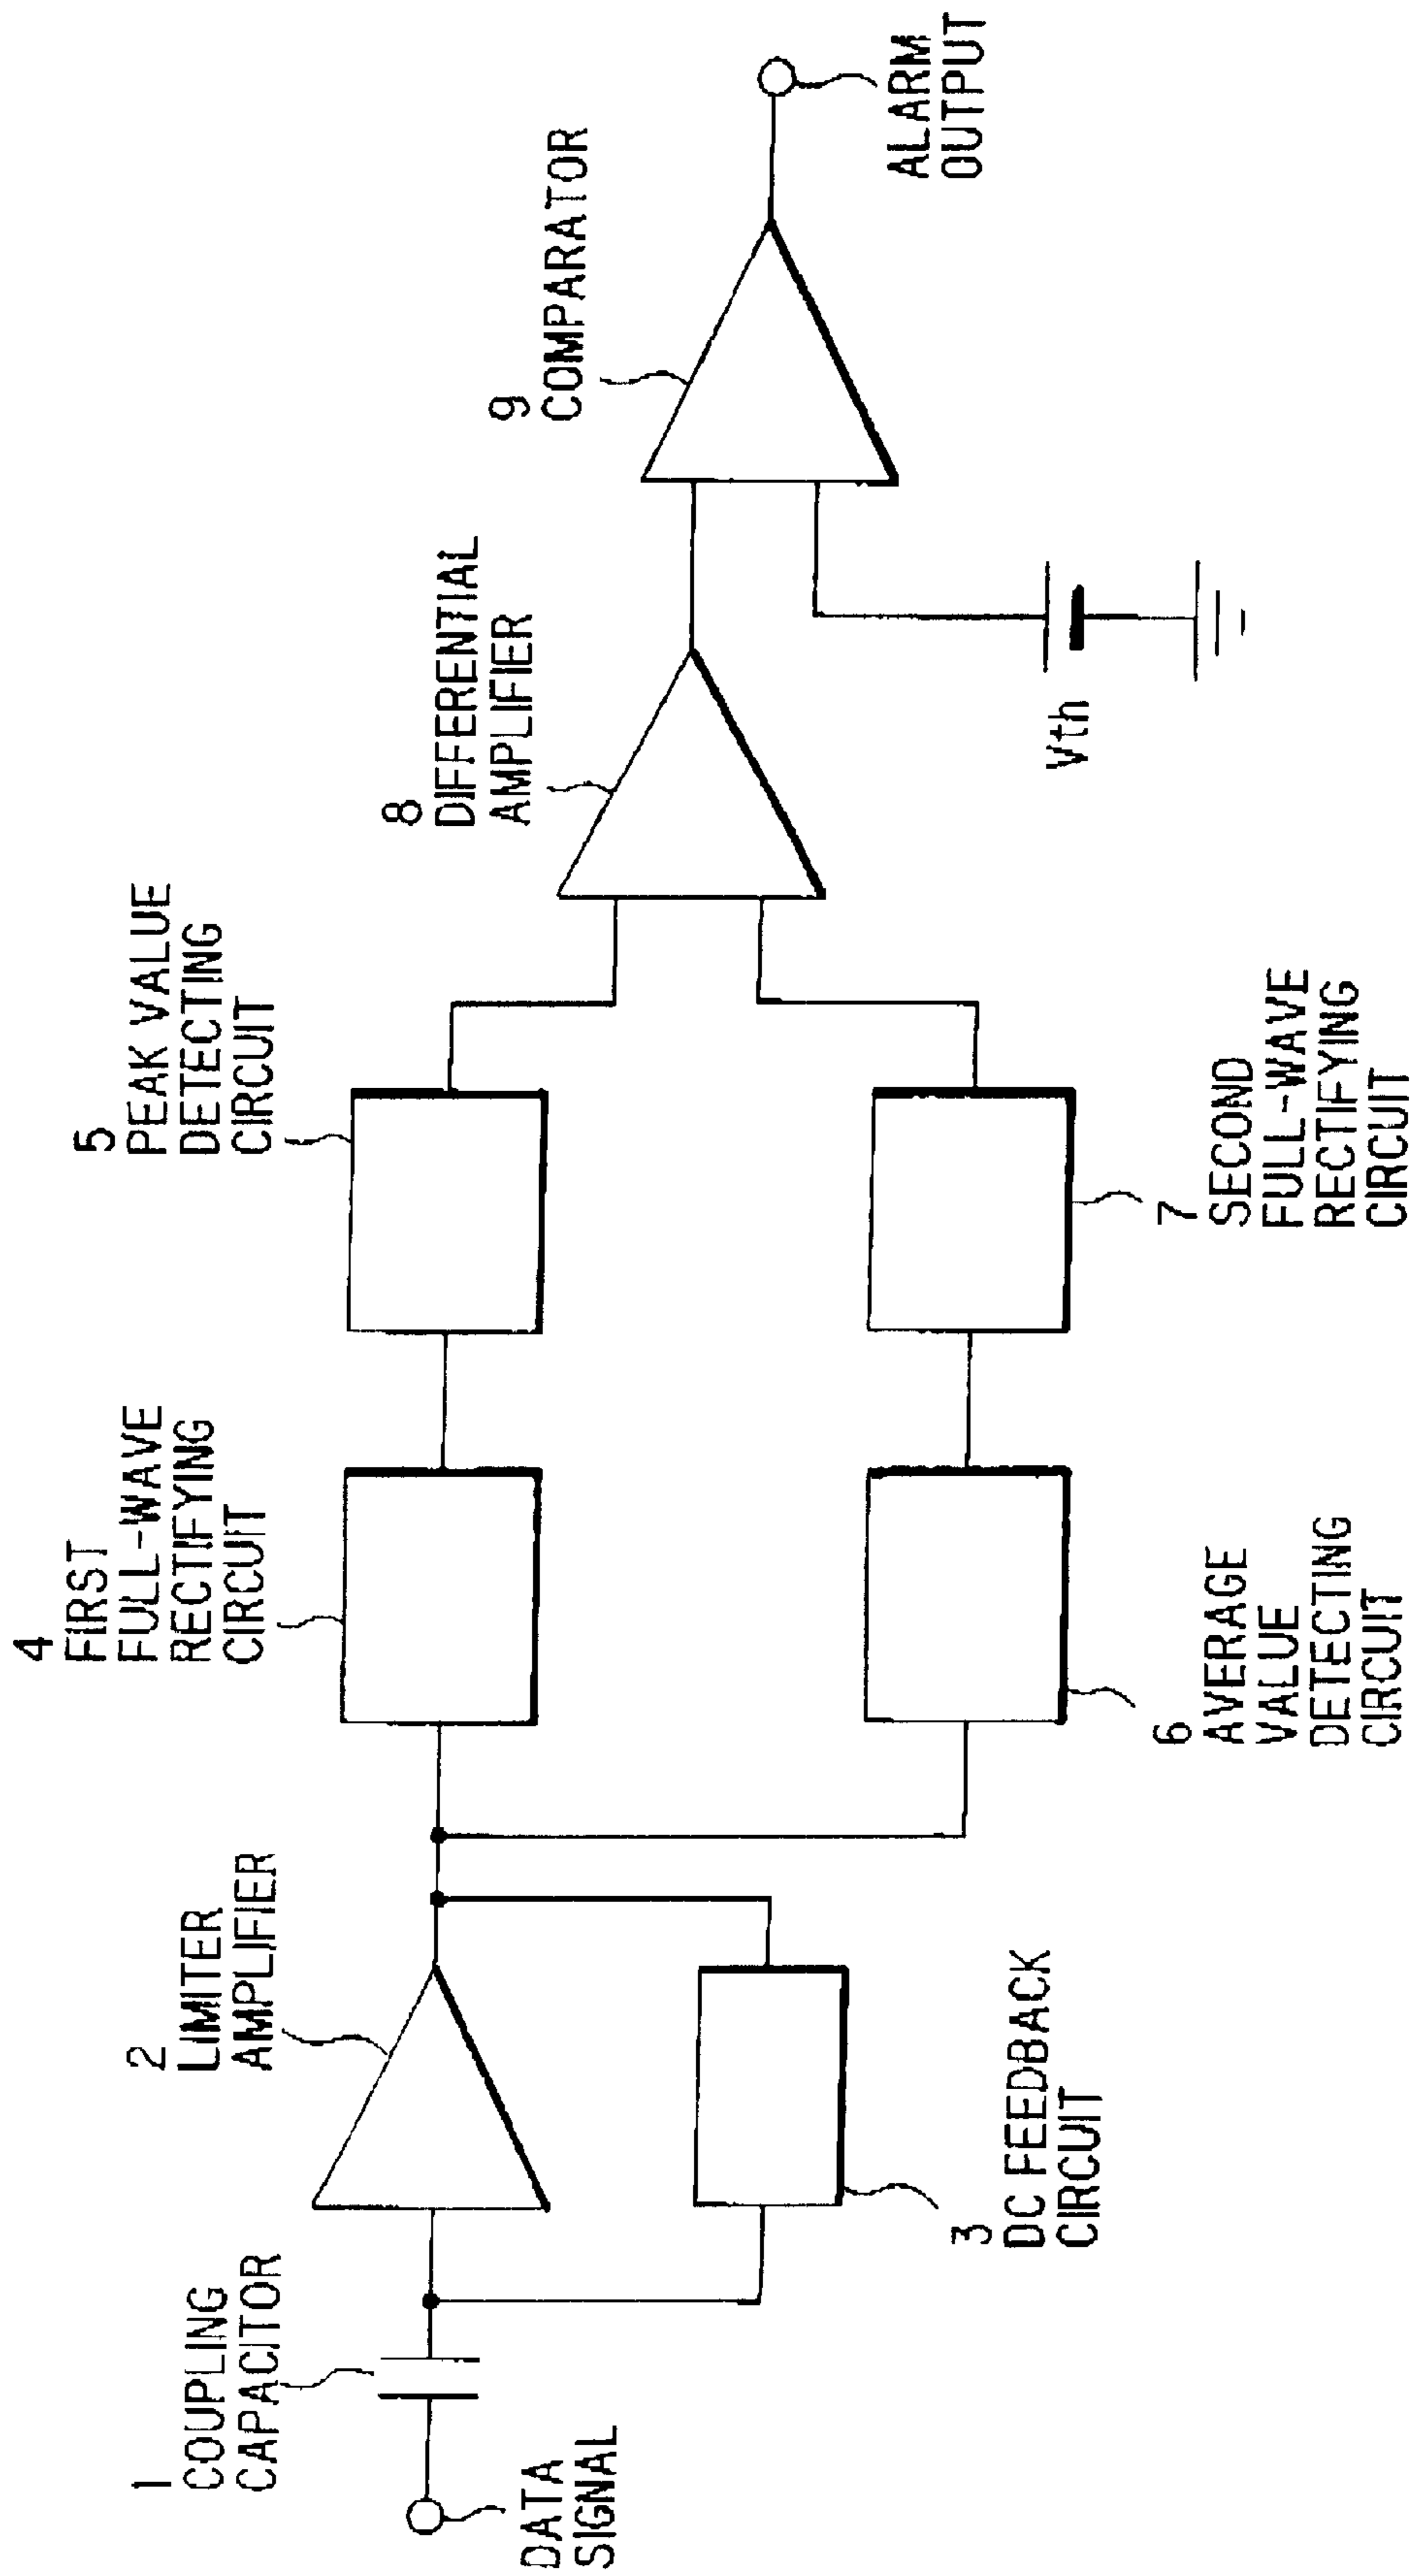 1
COUPLING
CAPACITOR
DATA
SIGNAL
2
LIMITER
AMPLIFIER
3
DC FEEDBACK
CIRCUIT
4
FIRST
FULL-WAVE
RECTIFYING
CIRCUIT
5
PEAK VALUE
DETECTING
CIRCUIT
6
AVERAGE
VALUE
DETECTING
CIRCUIT
7
SECOND
FULL-WAVE
RECTIFYING
CIRCUIT
8
DIFFERENTIAL
AMPLIFIER
Vth
9
COMPARATOR
ALARM
OUTPUT